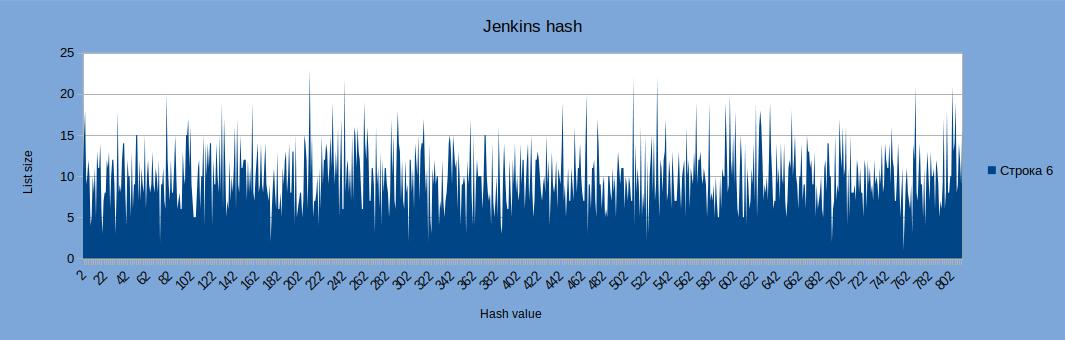 Jenkins hash
25
20
15
10
5
0
List size
2 22 42 62 82 102 122 142 162 182 202 222 242 262 282 302 322 342 362 382 402 422 442 462 482 502 522 542 562 582 602 622 642 662 682 702 722 742 762 782 802
Hash value
Строка 6